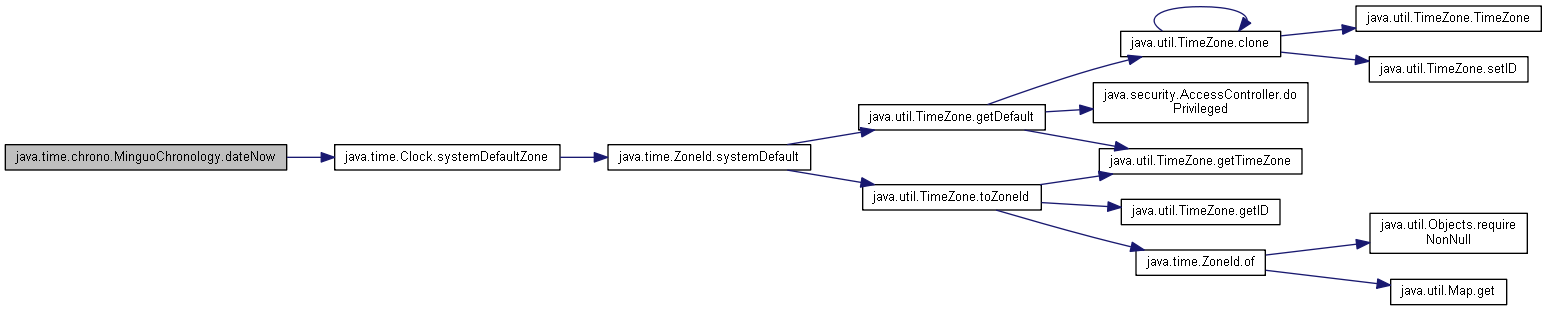 java.util.TimeZone.TimeZone
java.util.TimeZone.clone
java.util.TimeZone.setID
java.security.AccessController.do
Privileged
java.util.TimeZone.getDefault
java.time.chrono.MinguoChronology.dateNow
java.time.Clock.systemDefaultZone
java.time.ZoneId.systemDefault
java.util.TimeZone.getTimeZone
java.util.TimeZone.toZoneId
java.util.TimeZone.getID
java.util.Objects.require
NonNull
java.time.ZoneId.of
java.util.Map.get